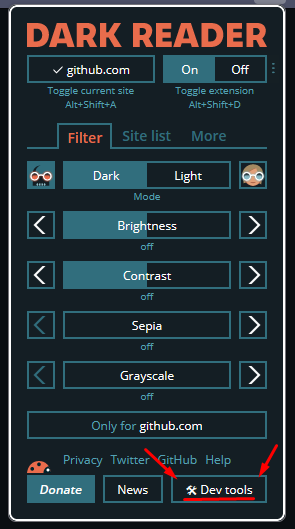 DARK READER
✓ github.com
On Off
Toggle current site
Alt+Shift+A
Toggle extension
Alt+Shift+D
Filter Site list More
Dark Light
Mode
Brightness
off
Contrast
off
Sepia
off
Grayscale
off
Only for github.com
Privacy Twitter GitHub Help
Donate News 🛠 Dev tools